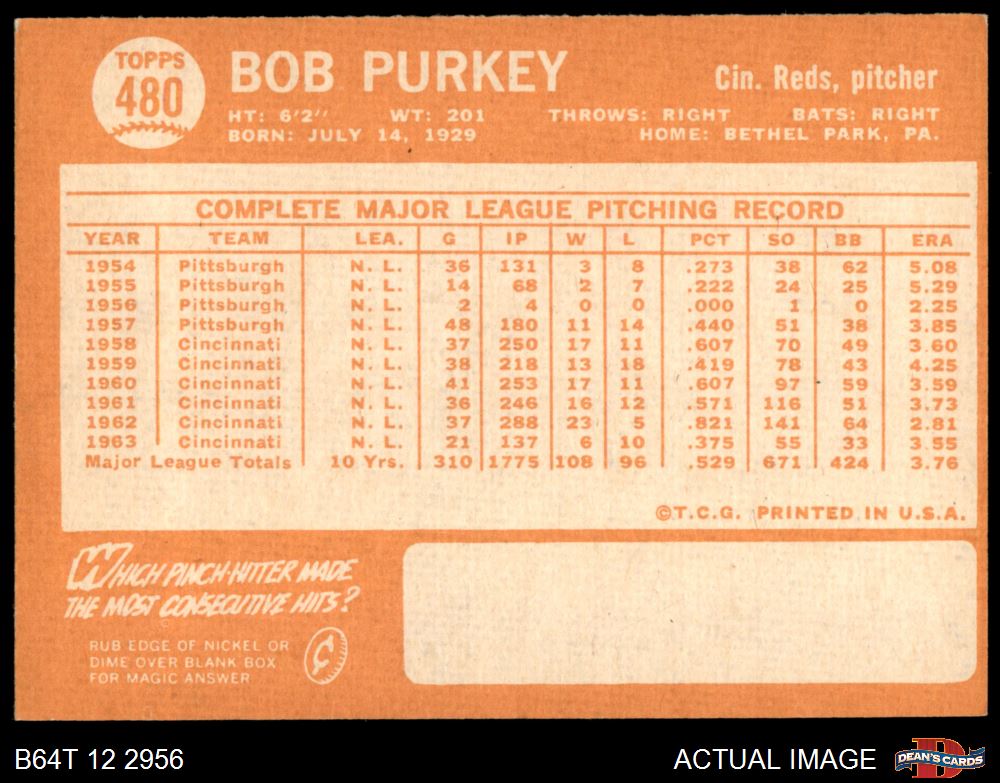 TOPPS
480
BOB PURKEY
Cin. Reds, pitcher
HT: 6'2" WT: 201 THROWS: RIGHT BATS: RIGHT
BORN: JULY 14, 1929 HOME: BETHEL PARK, PA.
COMPLETE MAJOR LEAGUE PITCHING RECORD
YEAR TEAM LEA. G IP W L PCT SO BB ERA
1954 Pittsburgh N. L. 36 131 3 8 .273 38 62 5.08
1955 Pittsburgh N. L. 14 68 2 7 .222 24 25 5.29
1956 Pittsburgh N. L. 2 4 0 0 .000 1 0 2.25
1957 Pittsburgh N. L. 48 180 11 14 .440 51 38 3.85
1958 Cincinnati N. L. 37 250 17 11 .607 70 49 3.60
1959 Cincinnati N. L. 38 218 13 18 .419 78 43 4.25
1960 Cincinnati N. L. 41 253 17 11 .607 97 59 3.59
1961 Cincinnati N. L. 36 246 16 12 .571 116 51 3.73
1962 Cincinnati N. L. 37 288 23 5 .821 141 64 2.81
1963 Cincinnati N. L. 21 137 6 10 .375 55 33 3.55
Major League Totals 10 Yrs. 310 1775 108 96 .529 671 424 3.76
©T.C.G. PRINTED IN U.S.A.
WHICH PINCH-HITTER MADE
THE MOST CONSECUTIVE HITS?
RUB EDGE OF NICKEL OR
DIME OVER BLANK BOX
FOR MAGIC ANSWER
¢
B64T 12 2956 ACTUAL IMAGE
D
DEAN'S CARDS